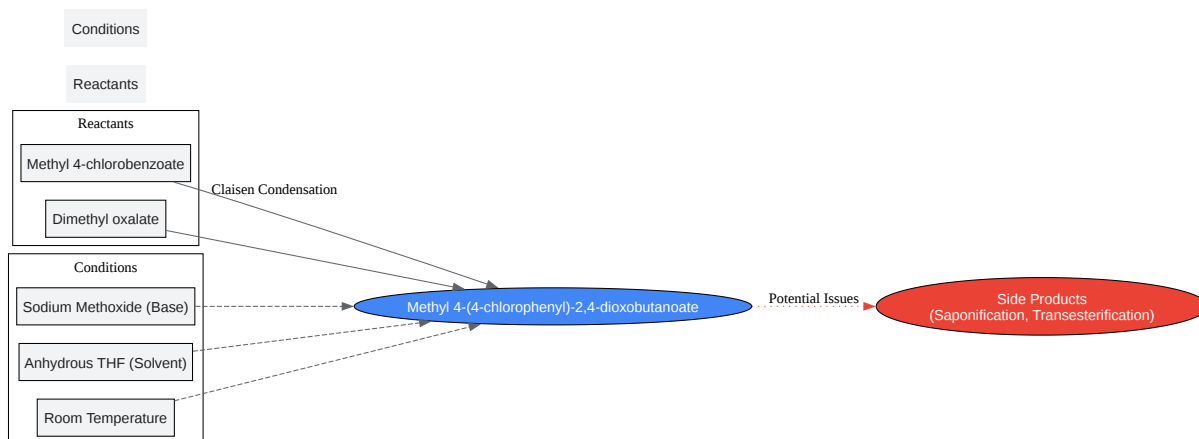 Conditions
Reactants
Reactants
Methyl 4-chlorobenzoate
Claisen Condensation
Dimethyl oxalate
Conditions
Sodium Methoxide (Base)
Methyl 4-(4-chlorophenyl)-2,4-dioxobutanoate
Potential Issues
Side Products
(Saponification, Transesterification)
Anhydrous THF (Solvent)
Room Temperature